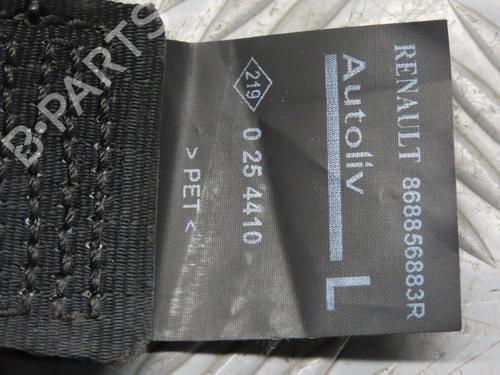 RENAULT 868856883R
Autoliv L
219 0 25 4410
> PET <
B-PARTS